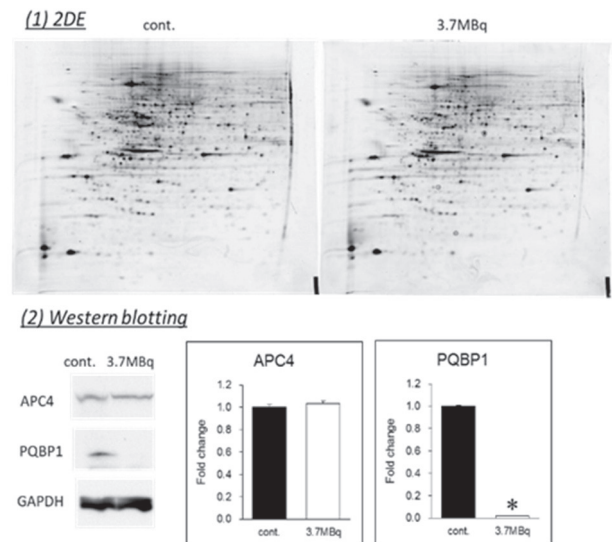 (1) 2DE
cont. 3.7MBq
(2) Western blotting
cont. 3.7MBq
APC4
PQBP1
GAPDH
APC4
Fold change
1.2
1.0
0.8
0.6
0.4
0.2
0.0
cont. 3.7MBq
PQBP1
Fold change
1.2
1.0
0.8
0.6
0.4
0.2
0.0
*
cont. 3.7MBq